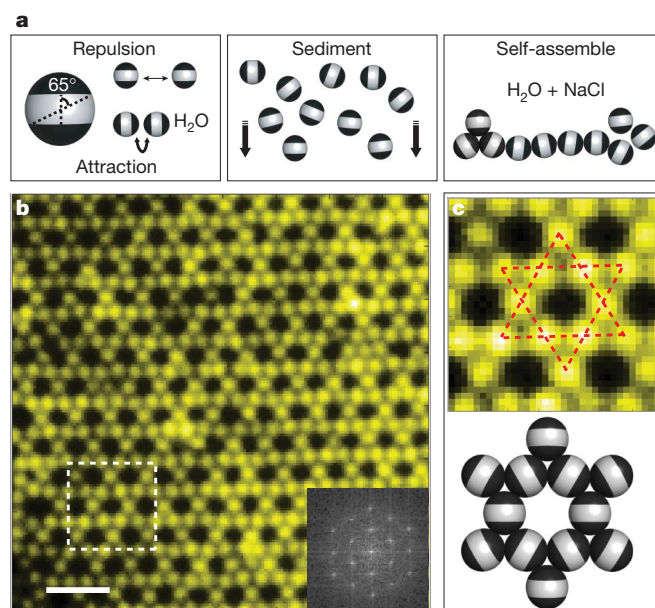 a
Repulsion
65°
H₂O
Attraction
Sediment
Self-assemble
H₂O + NaCl
b
c